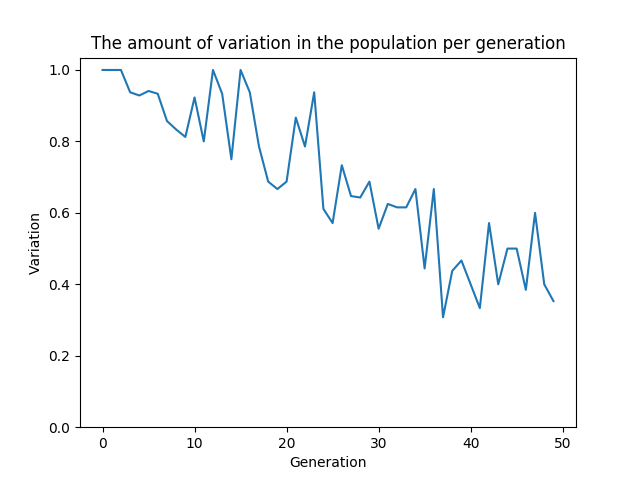 The amount of variation in the population per generation
1.0
0.8
0.6
0.4
0.2
0.0
Variation
0 10 20 30 40 50
Generation